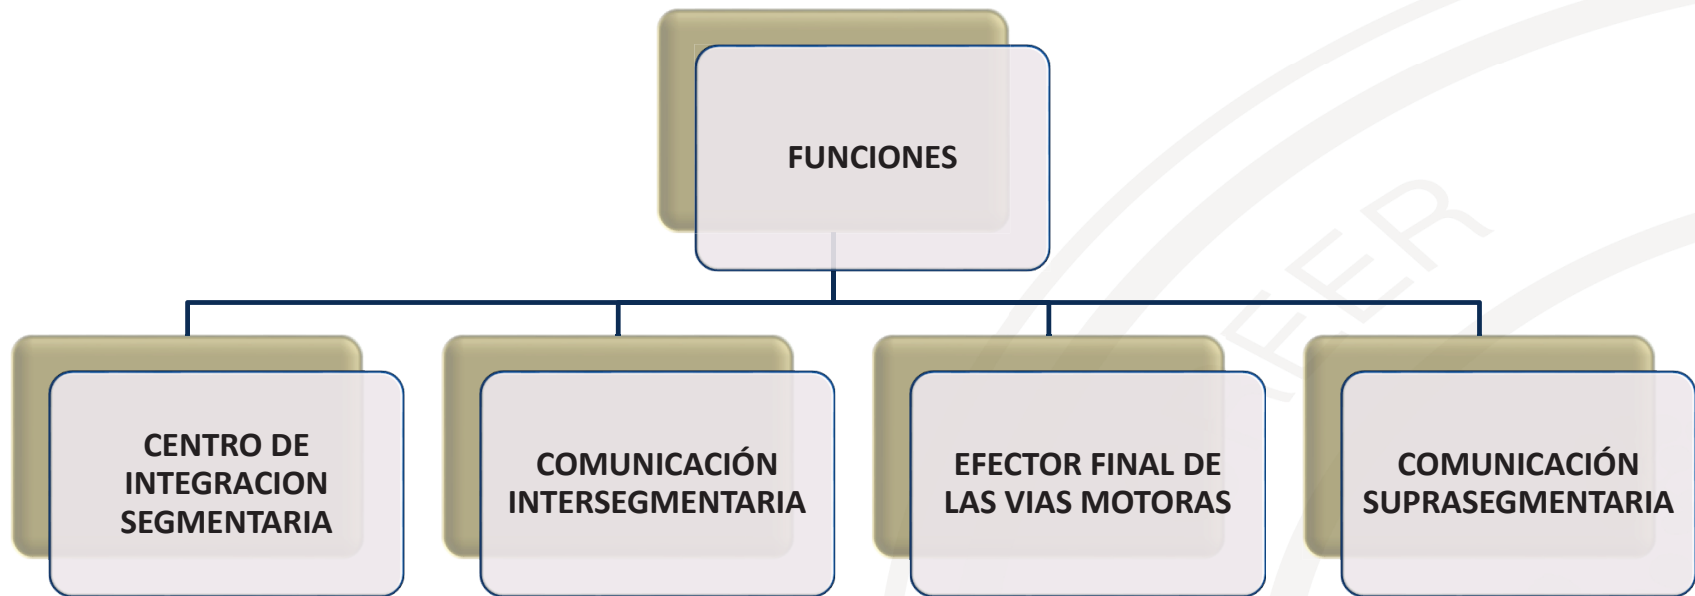 FUNCIONES
CENTRO DE
INTEGRACION
SEGMENTARIA
COMUNICACIÓN
INTERSEGMENTARIA
EFECTOR FINAL DE
LAS VIAS MOTORAS
COMUNICACIÓN
SUPRASEGMENTARIA